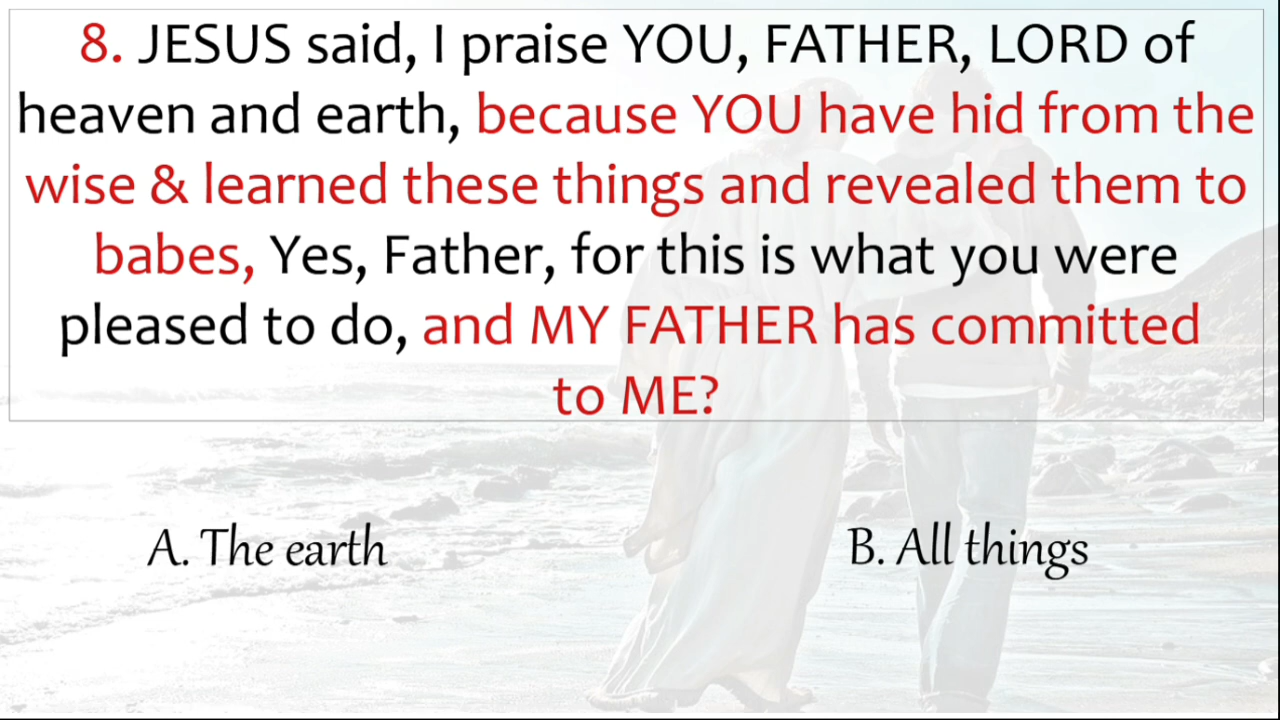 8. JESUS said, I praise YOU, FATHER, LORD of
heaven and earth, because YOU have hid from the
wise & learned these things and revealed them to
babes, Yes, Father, for this is what you were
pleased to do, and MY FATHER has committed
to ME?
A. The earth
B. All things